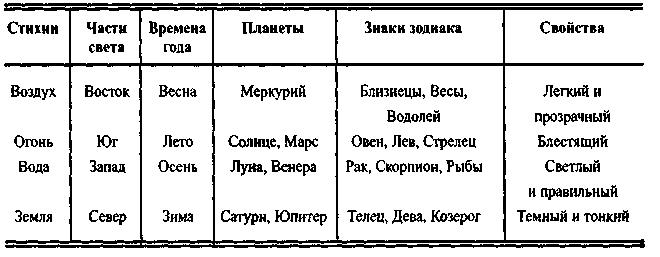 Стихии Части Времена Планеты Знаки зодиака Свойства
света года
Воздух Восток Весна Меркурий Близнецы, Весы, Легкий и
Водолей прозрачный
Огонь Юг Лето Солнце, Марс Овен, Лев, Стрелец Блестящий
Вода Запад Осень Луна, Венера Рак, Скорпион, Рыбы Светлый
и правильный
Земля Север Зима Сатурн, Юпитер Телец, Дева, Козерог Темный и тонкий